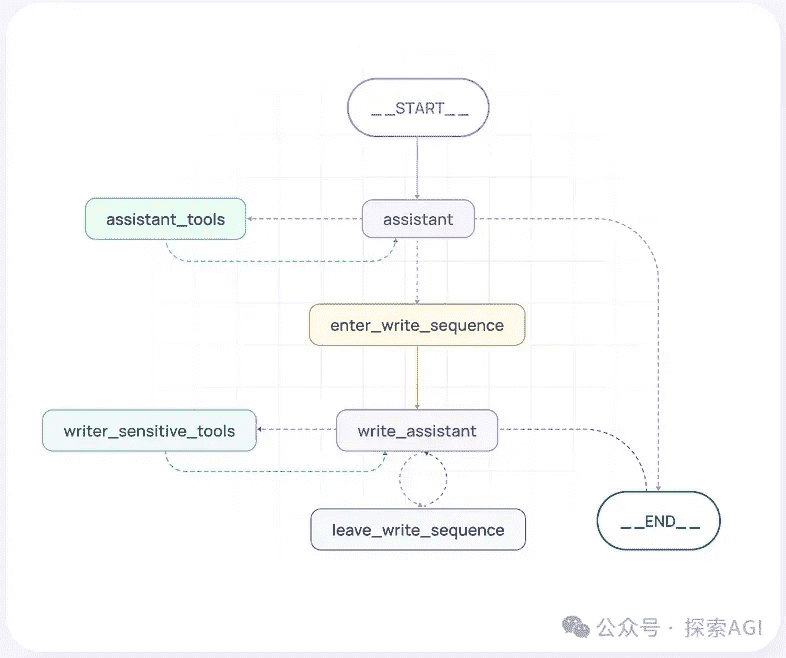 __START__
assistant_tools
assistant
enter_write_sequence
writer_sensitive_tools
write_assistant
leave_write_sequence
__END__
公众号 · 探索AGI